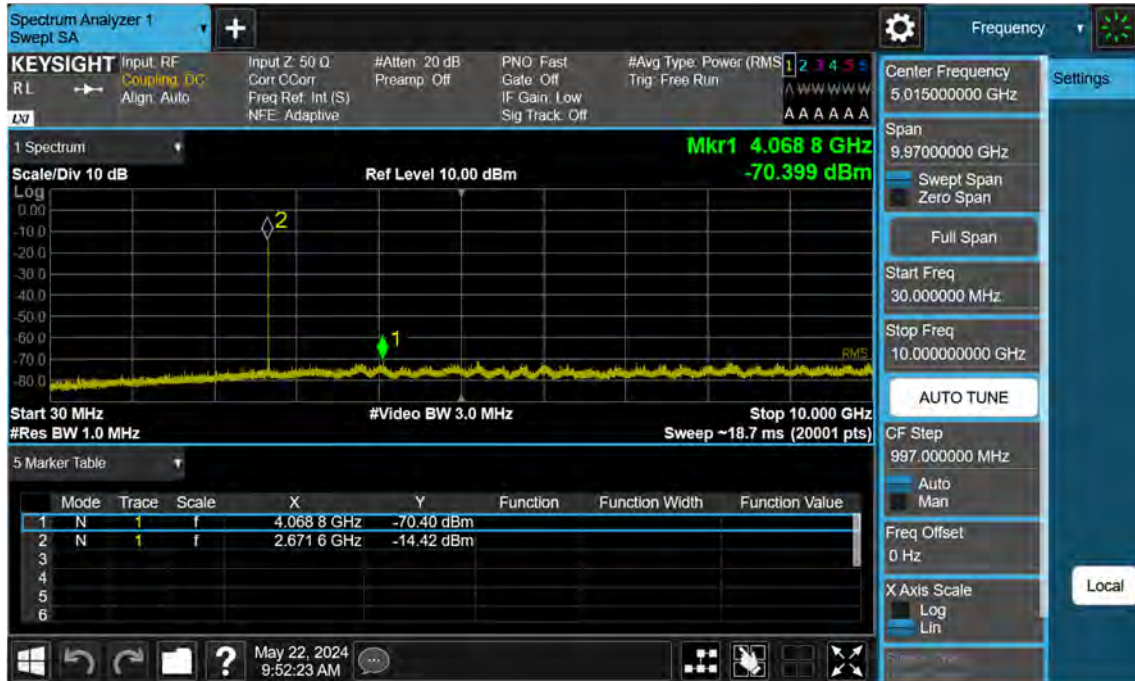 Spectrum Analyzer 1
Swept SA
+
Frequency
KEYSIGHT
RL
LXI
Input: RF
Coupling: DC
Align: Auto
Input Z: 50 Ω
Corr CCorr
Freq Ref: Int (S)
NFE: Adaptive
#Atten: 20 dB
Preamp: Off
PNO: Fast
Gate: Off
IF Gain: Low
Sig Track: Off
#Avg Type: Power (RMS
Trig: Free Run
1 2 3 4 5 6
A W W W W W
A A A A A A
1 Spectrum
Scale/Div 10 dB
Ref Level 10.00 dBm
Mkr1 4.068 8 GHz
-70.399 dBm
Log
0.00
-10.0
-20.0
-30.0
-40.0
-50.0
-60.0
-70.0
-80.0
2
1
RMS
Start 30 MHz
#Video BW 3.0 MHz
Stop 10.000 GHz
#Res BW 1.0 MHz
Sweep ~18.7 ms (20001 pts)
5 Marker Table
Mode Trace Scale X Y Function Function Width Function Value
1 N 1 f 4.068 8 GHz -70.40 dBm
2 N 1 f 2.671 6 GHz -14.42 dBm
3
4
5
6
?
May 22, 2024
9:52:23 AM
Center Frequency
5.015000000 GHz
Settings
Span
9.97000000 GHz
Swept Span
Zero Span
Full Span
Start Freq
30.000000 MHz
Stop Freq
10.000000000 GHz
AUTO TUNE
CF Step
997.000000 MHz
Auto
Man
Freq Offset
0 Hz
X Axis Scale
Log
Lin
Local